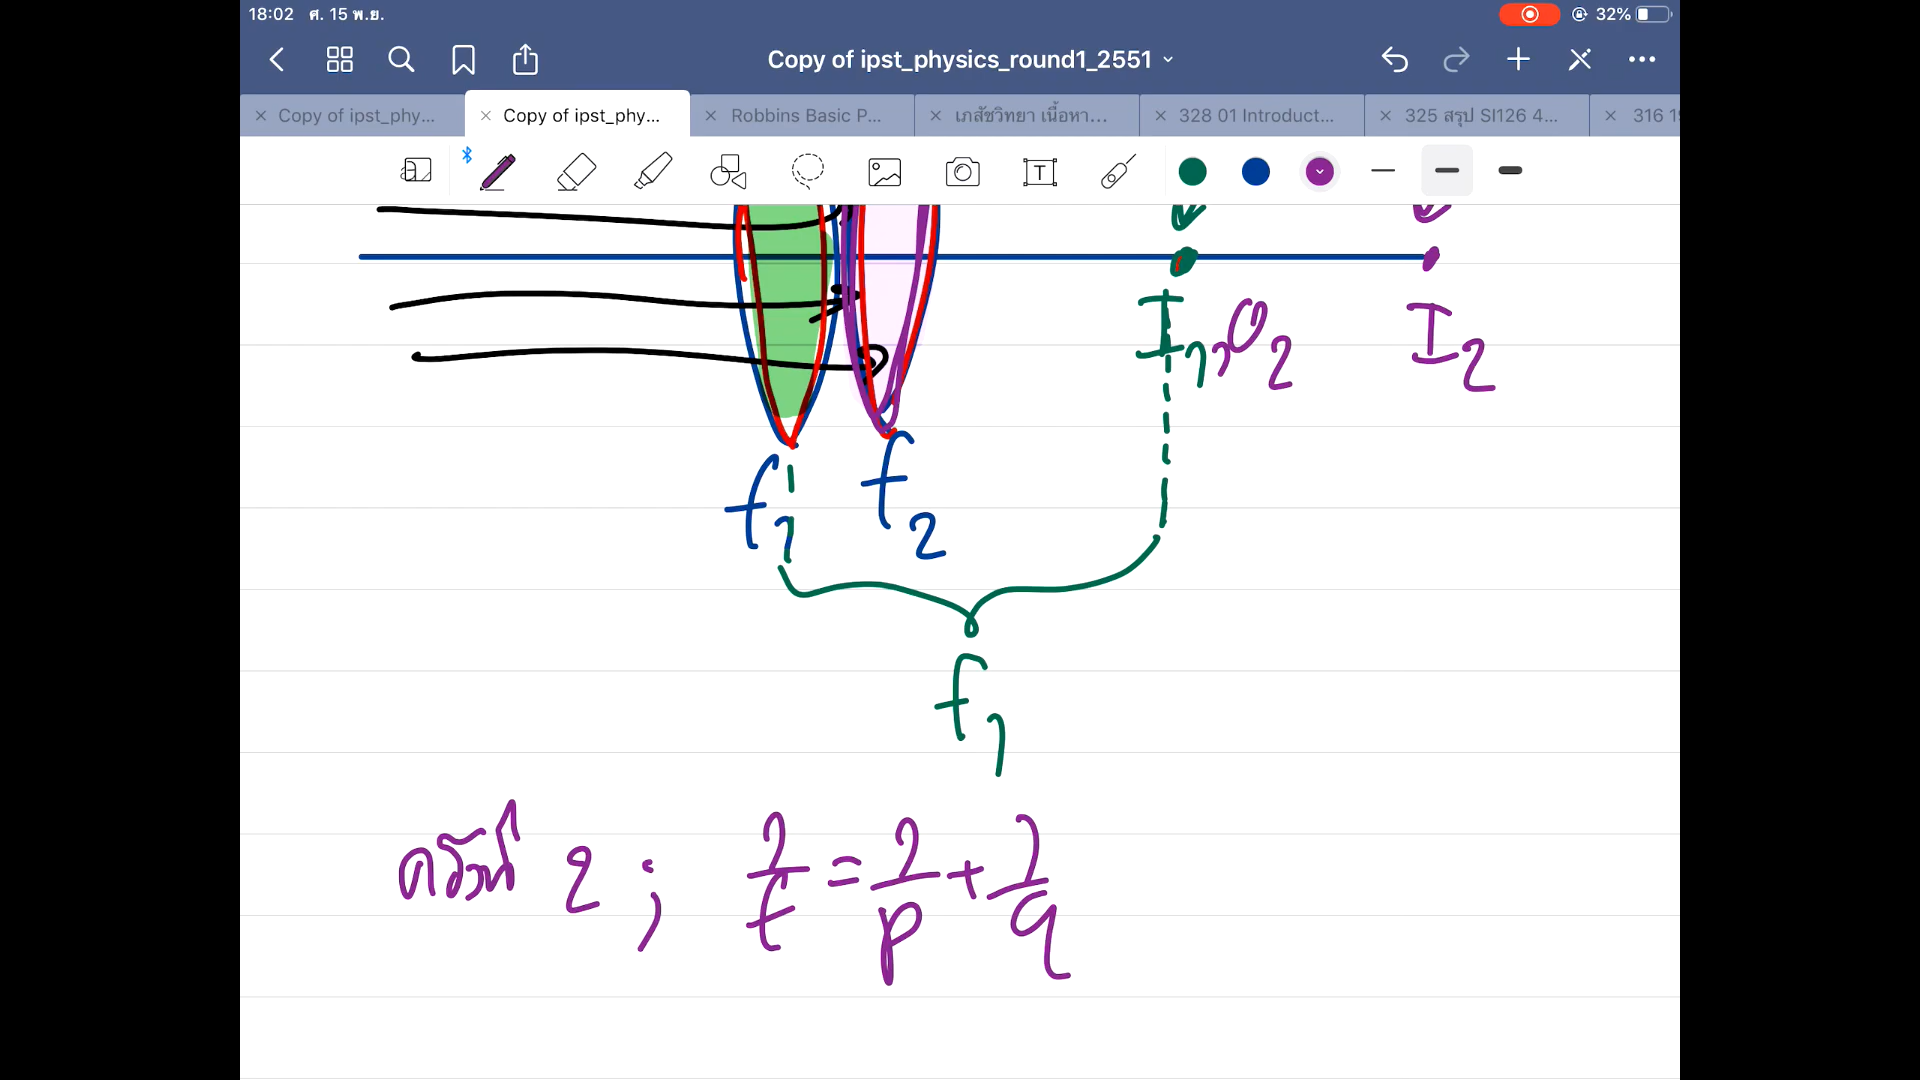 18:02 ศ. 15 พ.ย. 32%
Copy of ipst_physics_round1_2551
Copy of ipst_phy... Copy of ipst_phy... Robbins Basic P... เภสัชวิทยา เนื้อหา... 328 01 Introduct... 325 สรุป SI126 4... 316 1
I1, O2 I2
f1 f2
f1
ครั้งที่ 2 ; 1/f = 1/p + 1/q